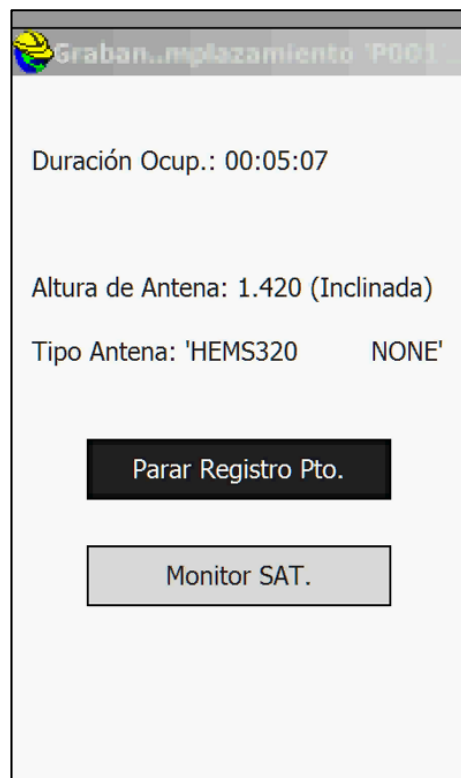 Graban..mplazamiento 'P001'..
Duración Ocup.: 00:05:07
Altura de Antena: 1.420 (Inclinada)
Tipo Antena: 'HEMS320 NONE'
Parar Registro Pto.
Monitor SAT.